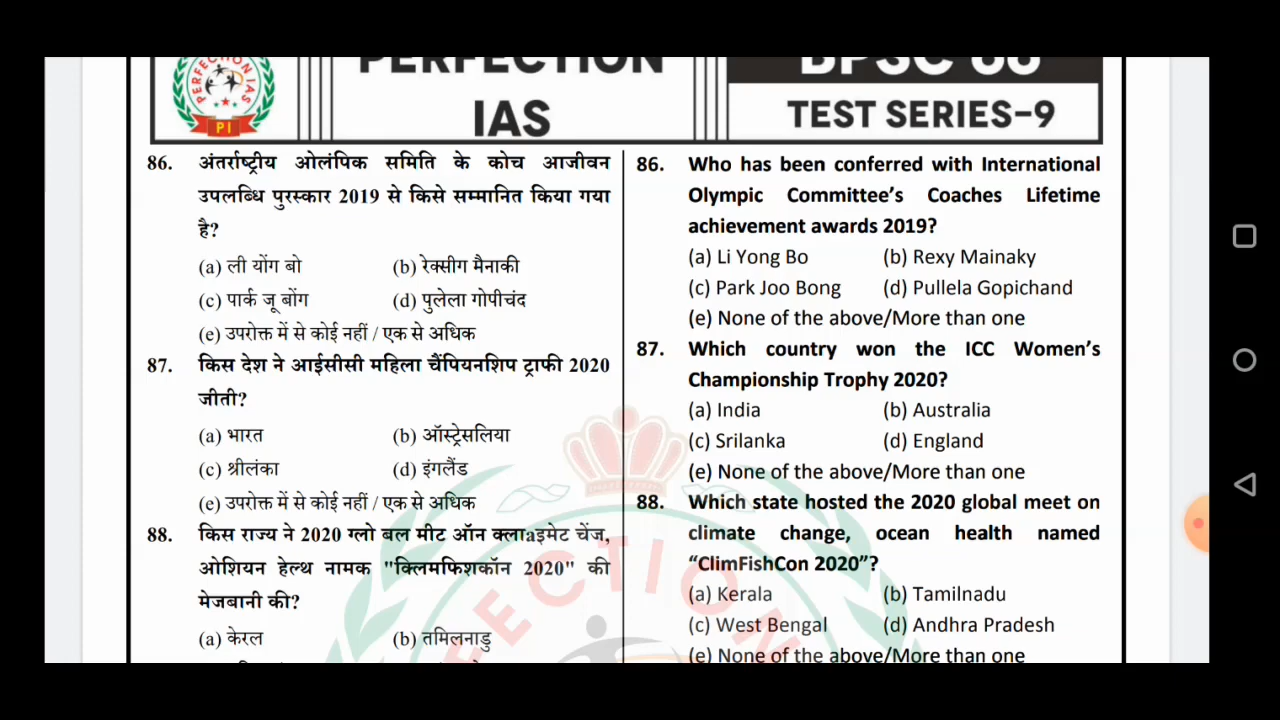 PERFECTION IAS
PI
PERFECTION
IAS
BPSC 66
TEST SERIES-9
86. अंतर्राष्ट्रीय ओलंपिक समिति के कोच आजीवन
उपलब्धि पुरस्कार 2019 से किसे सम्मानित किया गया
है?
(a) ली योंग बो (b) रेक्सीग मैनाकी
(c) पार्क जू बोंग (d) पुलेला गोपीचंद
(e) उपरोक्त में से कोई नहीं / एक से अधिक
87. किस देश ने आईसीसी महिला चैंपियनशिप ट्राफी 2020
जीती?
(a) भारत (b) ऑस्ट्रेसलिया
(c) श्रीलंका (d) इंगलैंड
(e) उपरोक्त में से कोई नहीं / एक से अधिक
88. किस राज्य ने 2020 ग्लो बल मीट ऑन क्लाaइमेट चेंज,
ओशियन हेल्थ नामक "क्लिमफिशकॉन 2020" की
मेजबानी की?
(a) केरल (b) तमिलनाडु
86. Who has been conferred with International
Olympic Committee’s Coaches Lifetime
achievement awards 2019?
(a) Li Yong Bo (b) Rexy Mainaky
(c) Park Joo Bong (d) Pullela Gopichand
(e) None of the above/More than one
87. Which country won the ICC Women’s
Championship Trophy 2020?
(a) India (b) Australia
(c) Srilanka (d) England
(e) None of the above/More than one
88. Which state hosted the 2020 global meet on
climate change, ocean health named
“ClimFishCon 2020”?
(a) Kerala (b) Tamilnadu
(c) West Bengal (d) Andhra Pradesh
(e) None of the above/More than one
ECTION